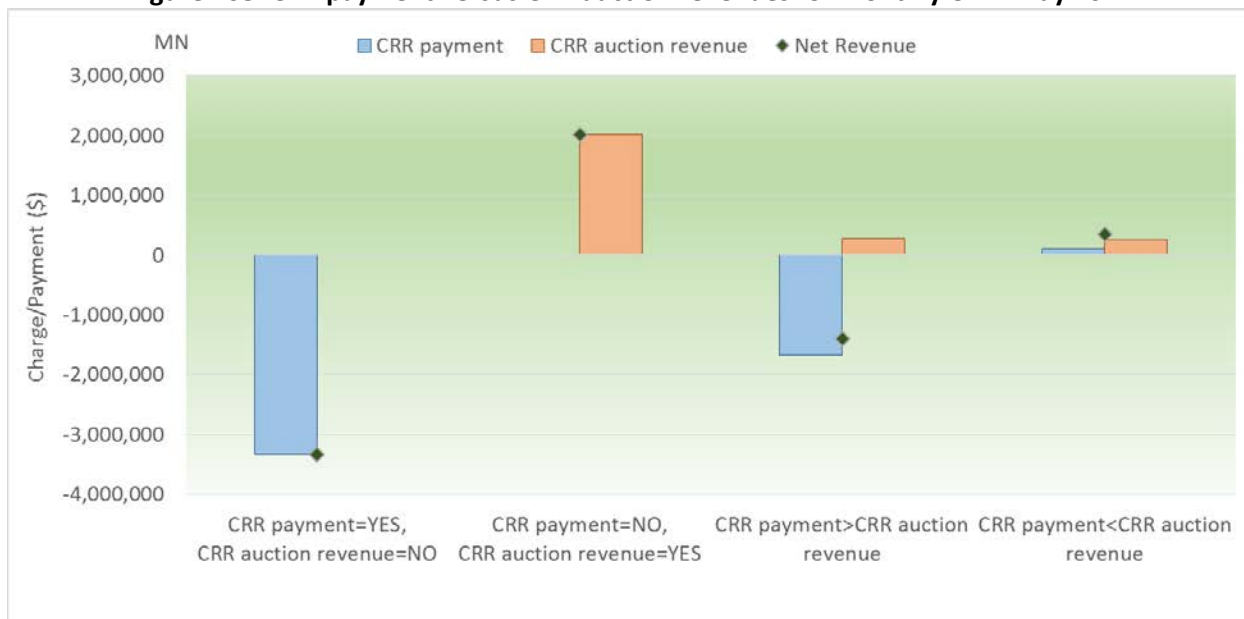 MN
CRR payment
CRR auction revenue
Net Revenue
3,000,000
2,000,000
1,000,000
0
-1,000,000
-2,000,000
-3,000,000
-4,000,000
Charge/Payment ($)
CRR payment=YES,
CRR auction revenue=NO
CRR payment=NO,
CRR auction revenue=YES
CRR payment>CRR auction
revenue
CRR payment<CRR auction
revenue